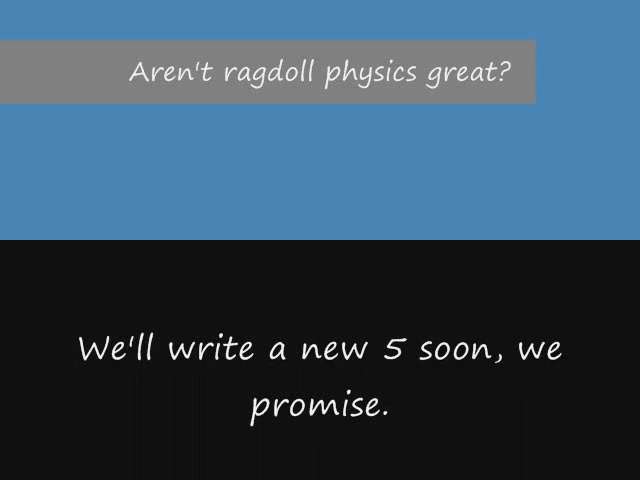 Aren't ragdoll physics great?
We'll write a new 5 soon, we
promise.